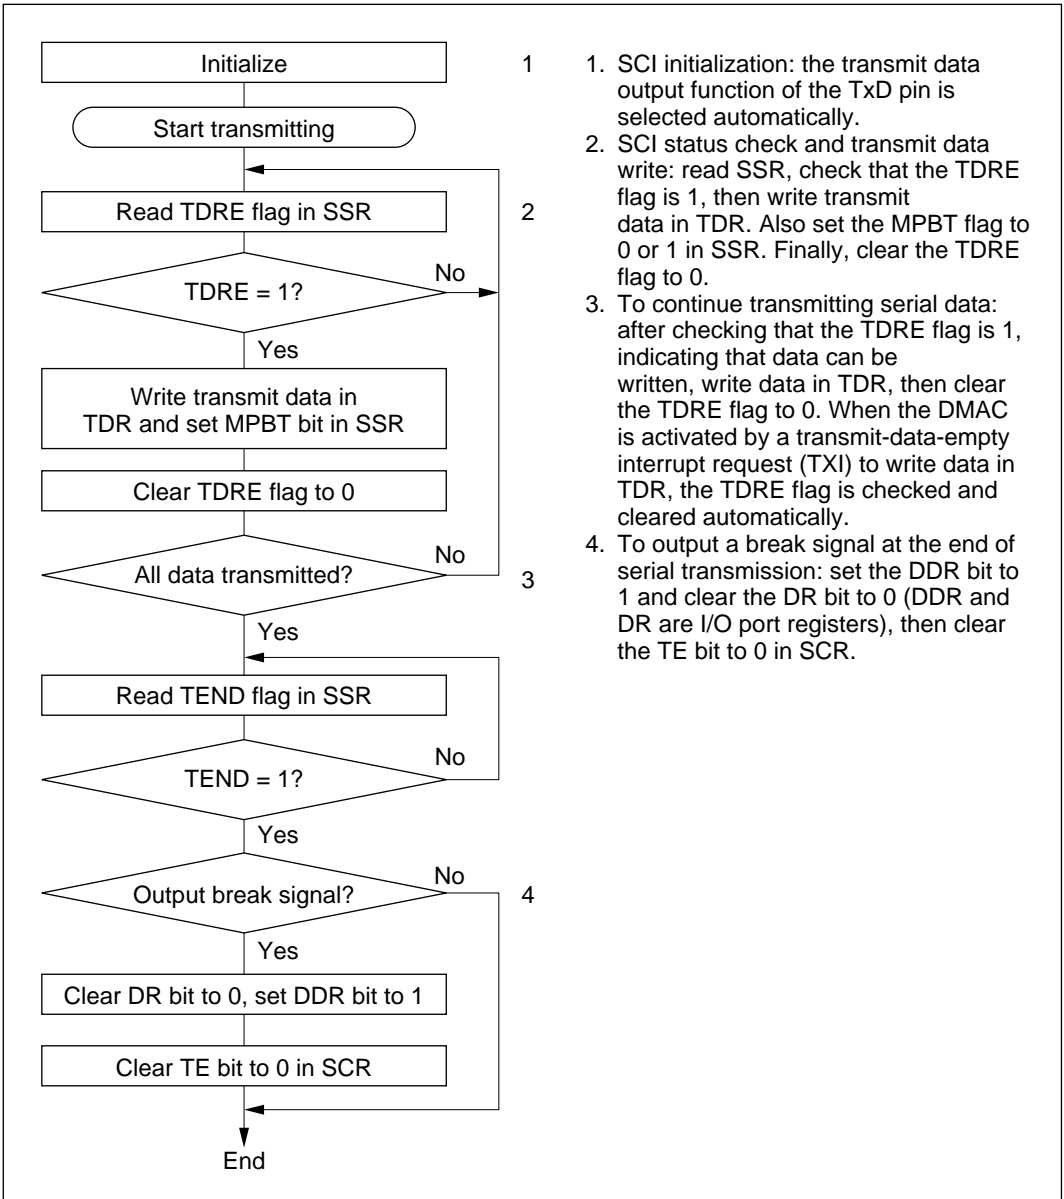 Initialize
1
Start transmitting
Read TDRE flag in SSR
2
TDRE = 1?
No
Yes
Write transmit data in
TDR and set MPBT bit in SSR
Clear TDRE flag to 0
All data transmitted?
No
3
Yes
Read TEND flag in SSR
TEND = 1?
No
Yes
Output break signal?
No
4
Yes
Clear DR bit to 0, set DDR bit to 1
Clear TE bit to 0 in SCR
End
1. SCI initialization: the transmit data
output function of the TxD pin is
selected automatically.
2. SCI status check and transmit data
write: read SSR, check that the TDRE
flag is 1, then write transmit
data in TDR. Also set the MPBT flag to
0 or 1 in SSR. Finally, clear the TDRE
flag to 0.
3. To continue transmitting serial data:
after checking that the TDRE flag is 1,
indicating that data can be
written, write data in TDR, then clear
the TDRE flag to 0. When the DMAC
is activated by a transmit-data-empty
interrupt request (TXI) to write data in
TDR, the TDRE flag is checked and
cleared automatically.
4. To output a break signal at the end of
serial transmission: set the DDR bit to
1 and clear the DR bit to 0 (DDR and
DR are I/O port registers), then clear
the TE bit to 0 in SCR.